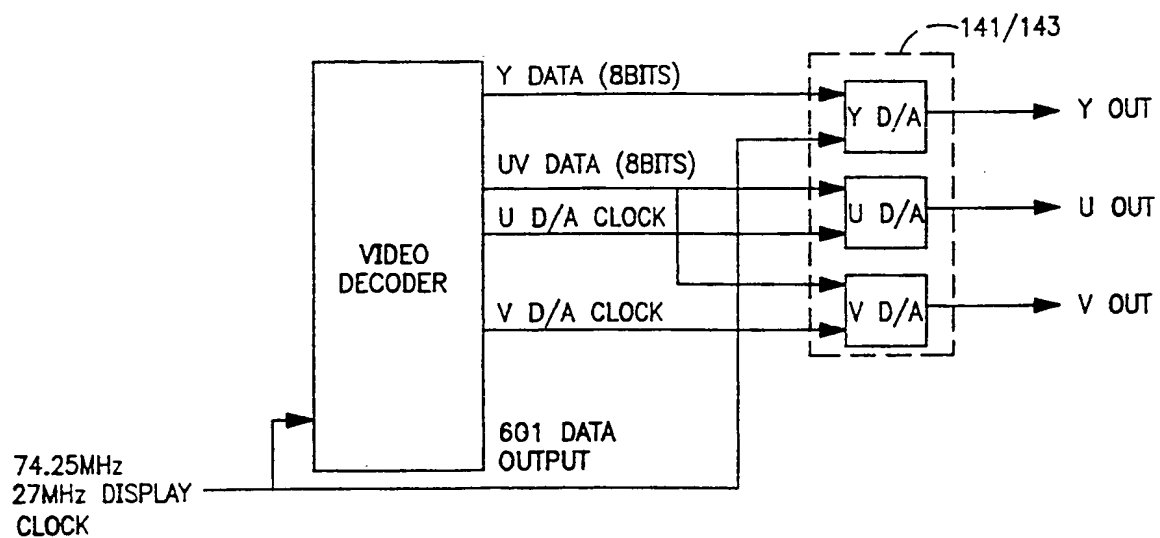 141/143
Y DATA (8BITS)
Y D/A
Y OUT
UV DATA (8BITS)
U D/A
U OUT
U D/A CLOCK
VIDEO
DECODER
V D/A
V OUT
V D/A CLOCK
601 DATA
OUTPUT
74.25MHz
27MHz DISPLAY
CLOCK